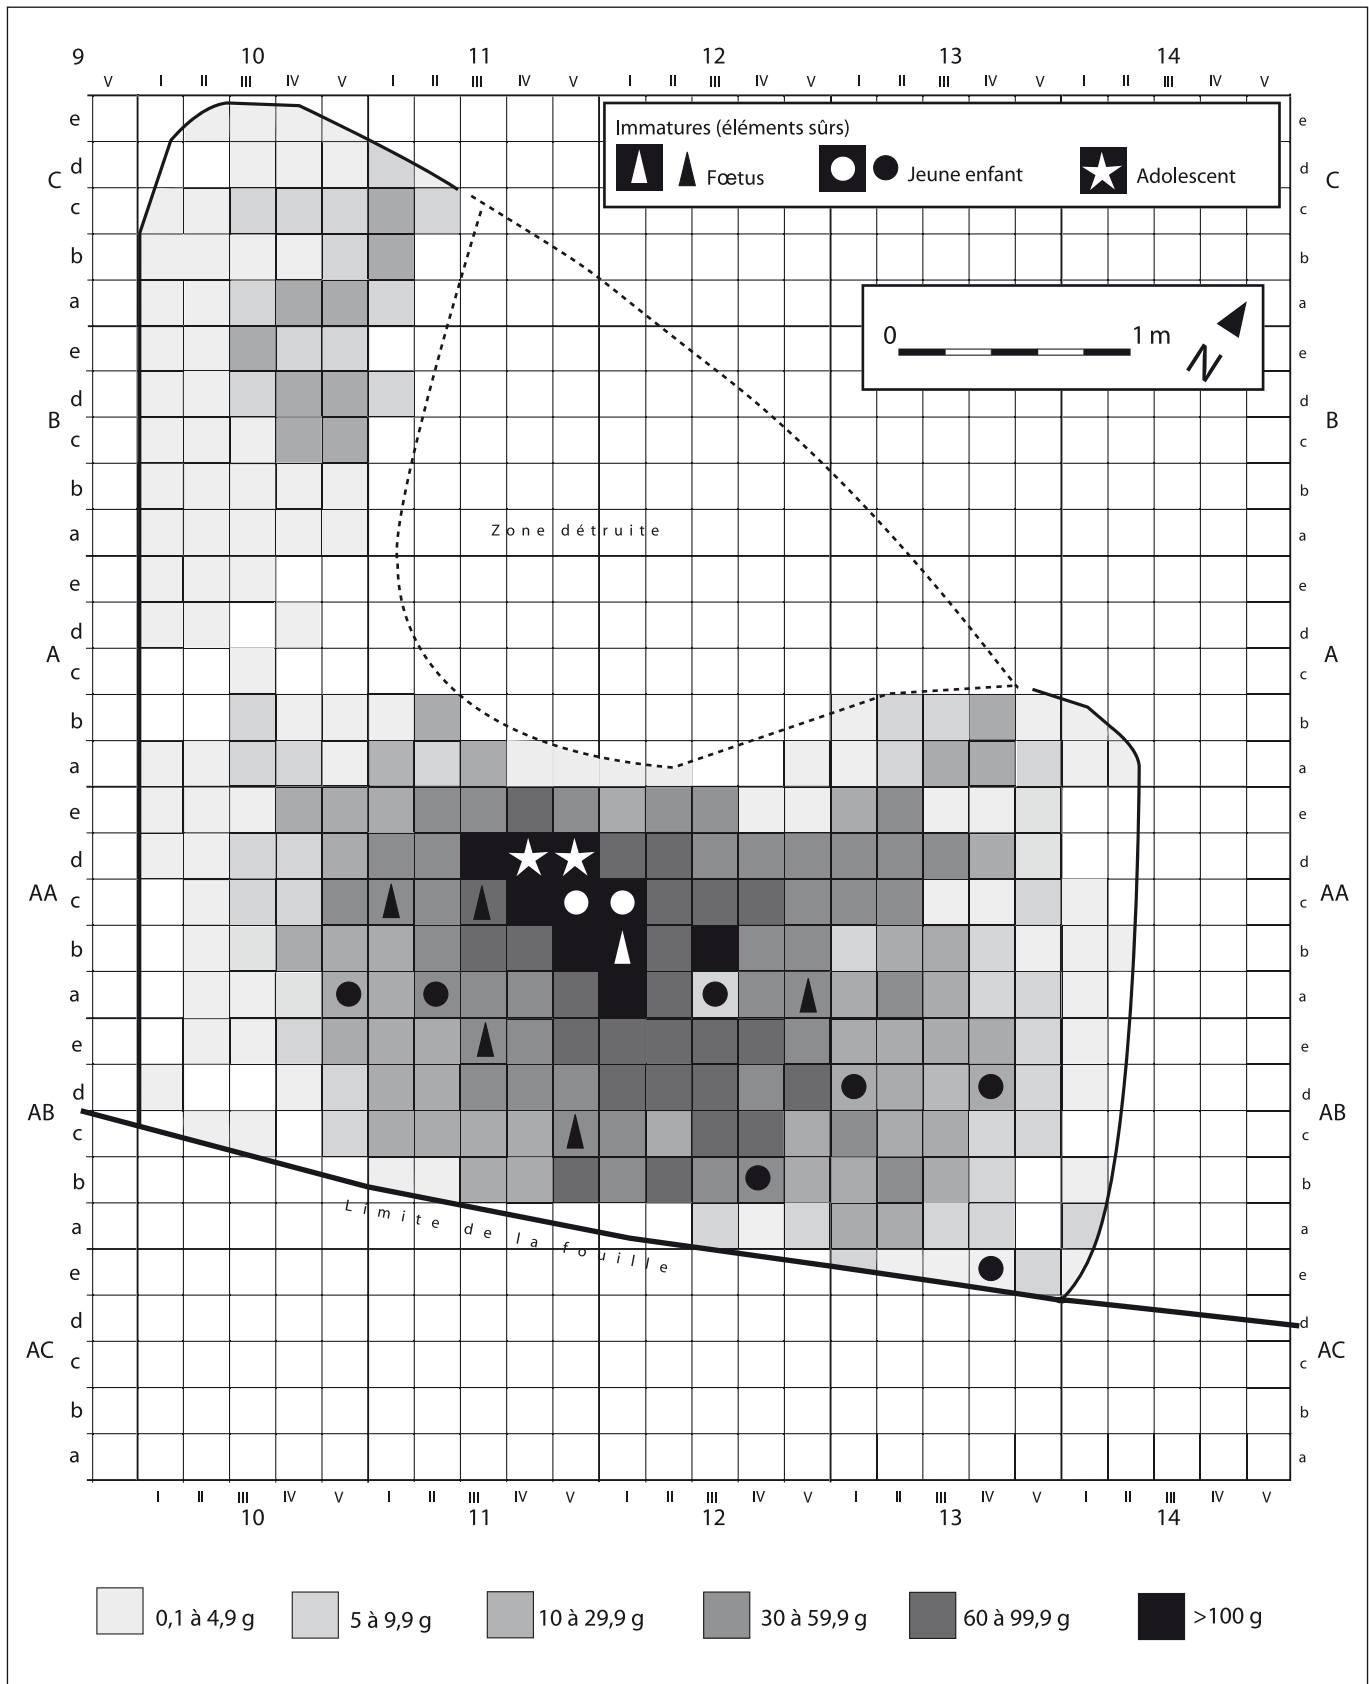 9 10 11 12 13 14
V I II III IV V I II III IV V I II III IV V I II III IV V I II III IV V
e e
Immatures (éléments sûrs)
Fœtus Jeune enfant Adolescent
d d
C C
c c
b b
a a
0 1 m
N
e e
d d
B B
c c
b b
a a
Zone détruite
e e
d d
A A
c c
b b
a a
e e
d d
AA AA
c c
b b
a a
e e
d d
AB AB
c c
b b
a a
Limite de la fouille
e e
d d
AC AC
c c
b b
a a
I II III IV V I II III IV V I II III IV V I II III IV V I II III IV V
10 11 12 13 14
0,1 à 4,9 g 5 à 9,9 g 10 à 29,9 g 30 à 59,9 g 60 à 99,9 g >100 g